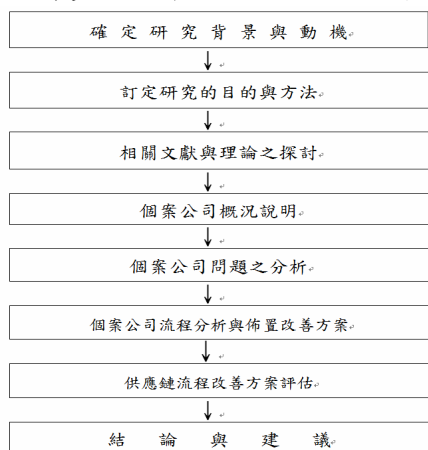 確定研究背景與動機
訂定研究的目的與方法
相關文獻與理論之探討
個案公司概況說明
個案公司問題之分析
個案公司流程分析與佈置改善方案
供應鏈流程改善方案評估
結論與建議